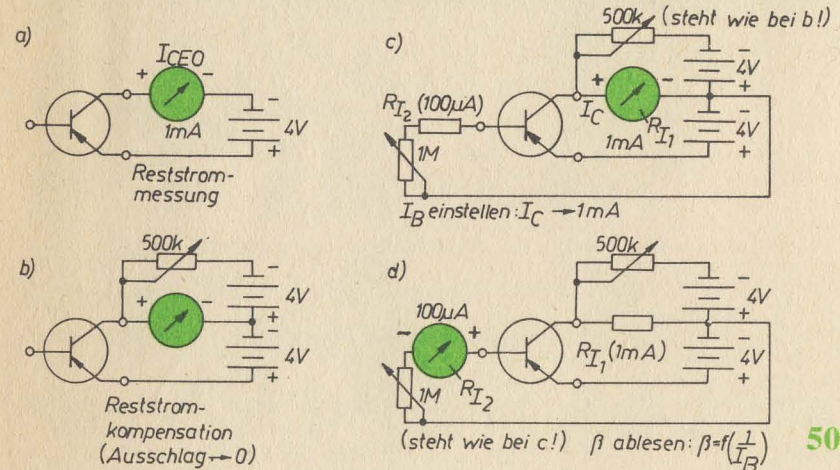 a)
I_CEO
+ −
1mA
−
4V
+
Reststrom-
messung
b)
500k
−
4V
+ −
+
−
4V
+
Reststrom-
kompensation
(Ausschlag→0)
c)
500k (steht wie bei b!)
−
4V
+ −
+
R_I2 (100µA)
I_C
R_I1
1mA
−
4V
+
1M
I_B einstellen: I_C → 1mA
d)
−
4V
+
100µA
− +
R_I1 (1mA)
−
4V
+
1M
R_I2
(steht wie bei c!) β ablesen: β=f(1/I_B)
50